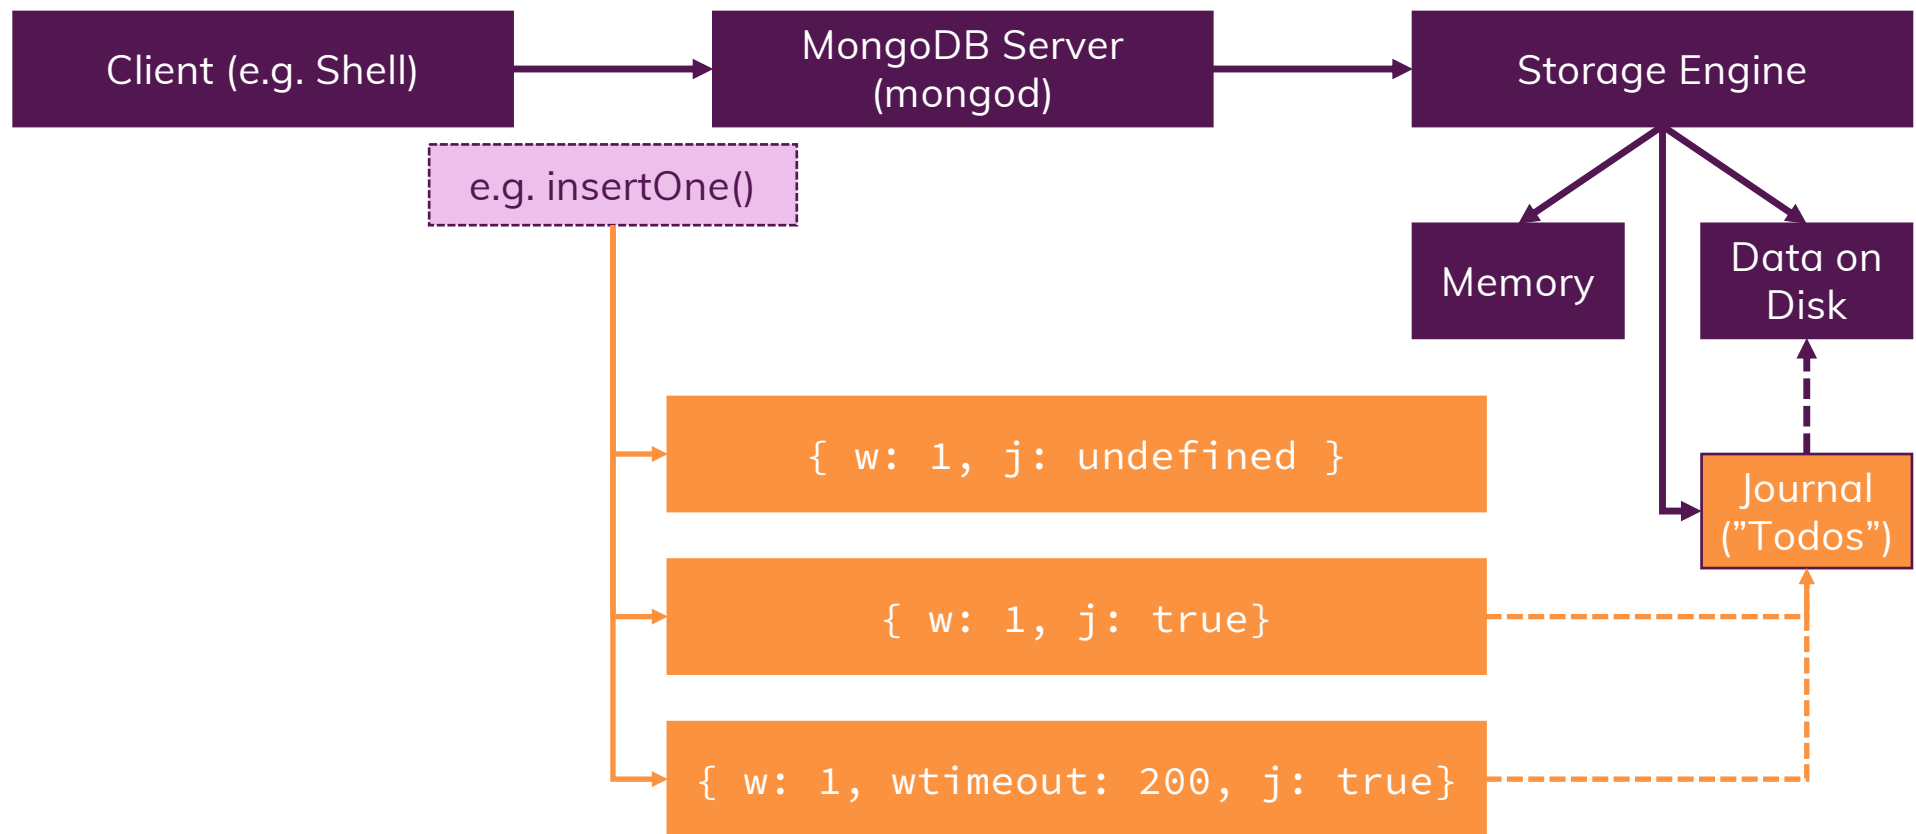 Client (e.g. Shell)
MongoDB Server
(mongod)
Storage Engine
e.g. insertOne()
Memory
Data on
Disk
{ w: 1, j: undefined }
Journal
(”Todos”)
{ w: 1, j: true}
{ w: 1, wtimeout: 200, j: true}